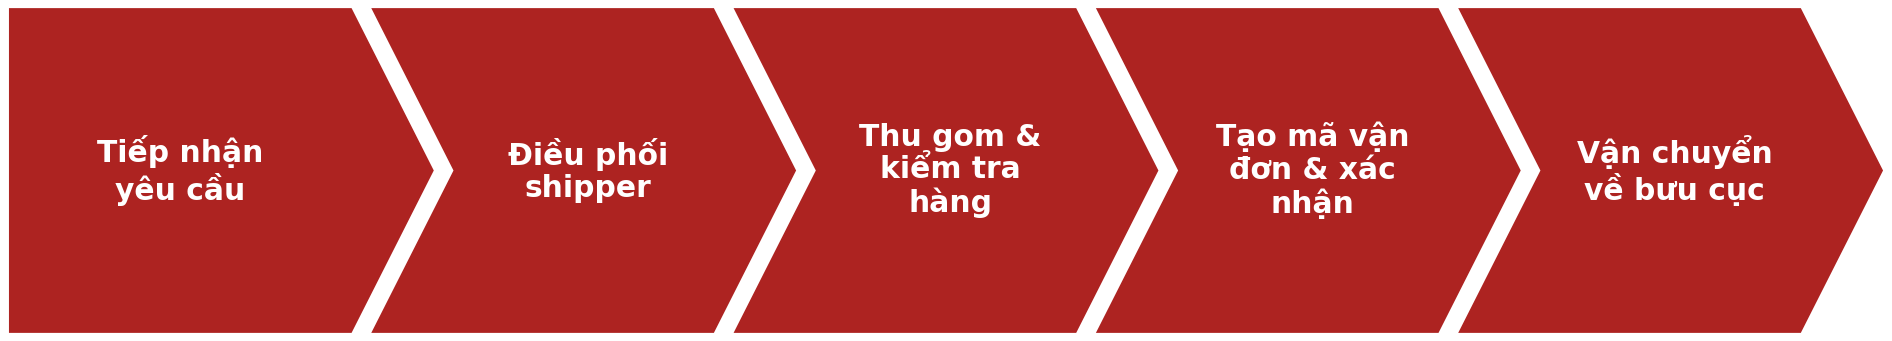 Tiếp nhận
yêu cầu
Điều phối
shipper
Thu gom &
kiểm tra
hàng
Tạo mã vận
đơn & xác
nhận
Vận chuyển
về bưu cục